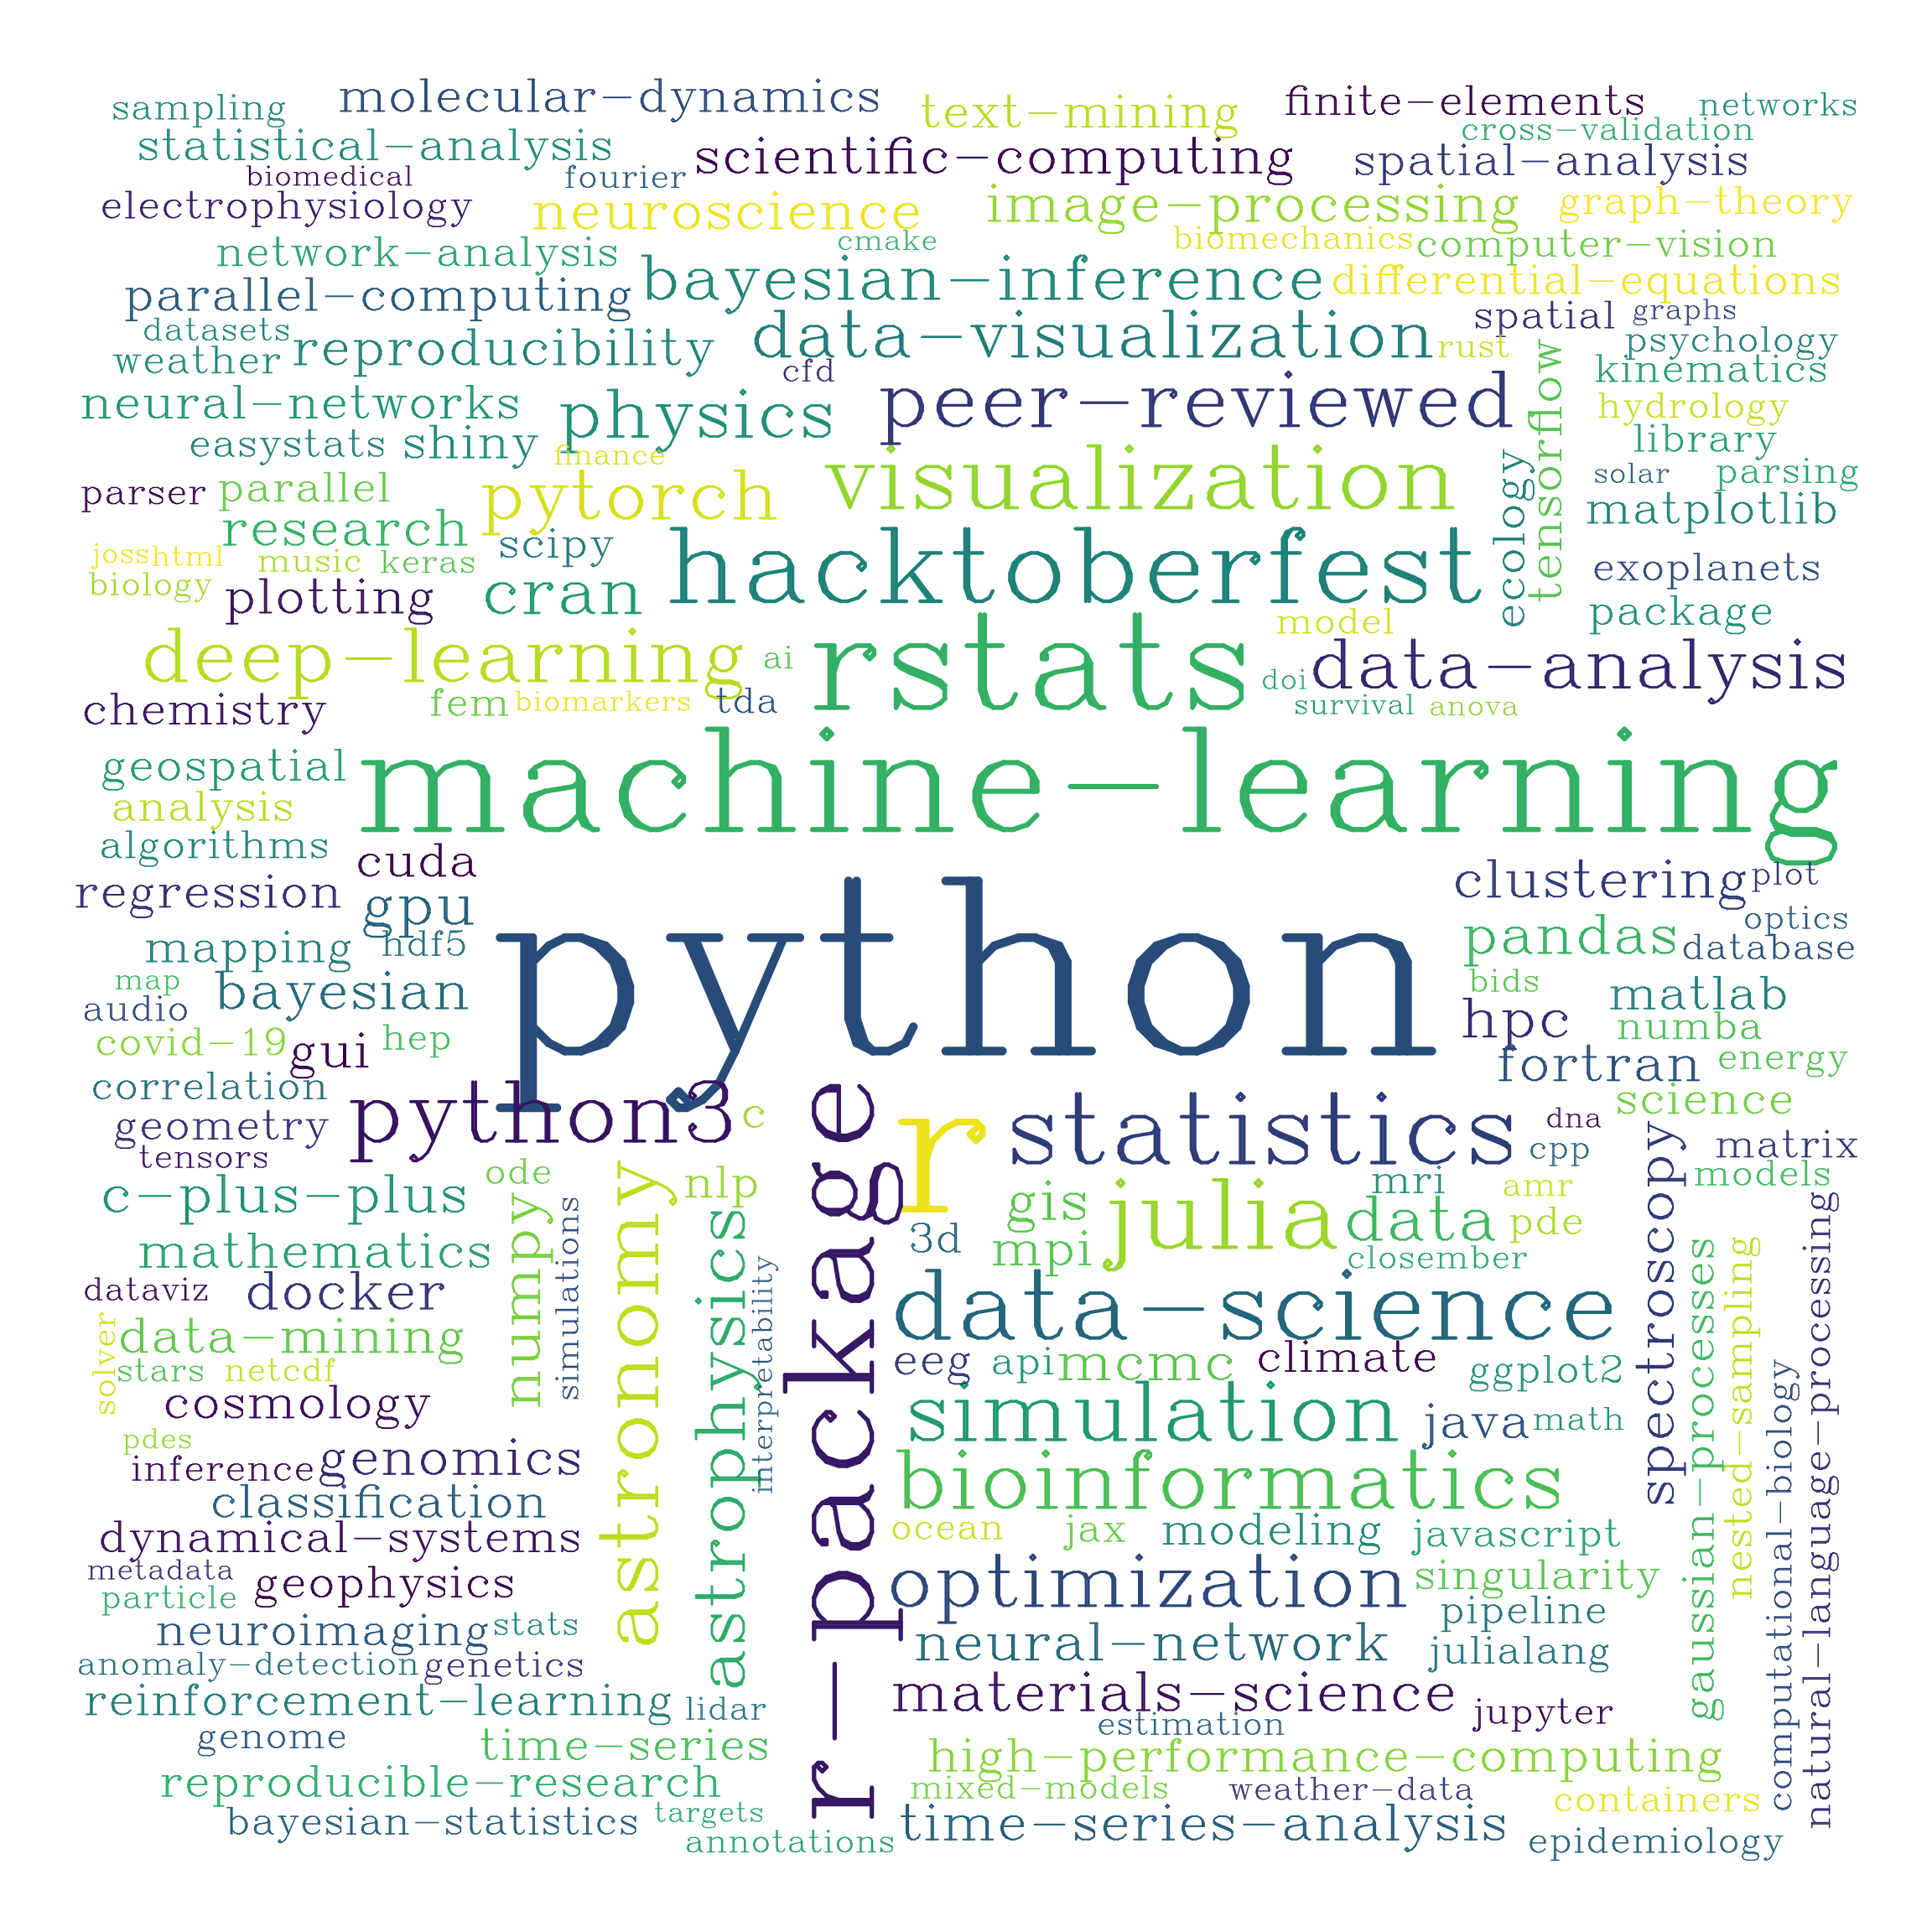 sampling
molecular-dynamics
text-mining
finite-elements
networks
statistical-analysis
scientific-computing
cross-validation
spatial-analysis
biomedical
fourier
electrophysiology
neuroscience
image-processing
graph-theory
network-analysis
cmake
biomechanics
computer-vision
parallel-computing
bayesian-inference
differential-equations
datasets
reproducibility
data-visualization
spatial
graphs
weather
rust
psychology
cfd
tensorflow
kinematics
neural-networks
physics
peer-reviewed
hydrology
easystats
shiny
finance
visualization
ecology
library
parser
parallel
pytorch
solar
parsing
research
scipy
hacktoberfest
matplotlib
joss
html
music
keras
exoplanets
biology
plotting
cran
package
deep-learning
ai
rstats
model
data-analysis
chemistry
fem
biomarkers
tda
doi
survival
anova
geospatial
machine-learning
analysis
algorithms
cuda
regression
gpu
python
clustering
plot
mapping
hdf5
pandas
optics
database
map
bayesian
bids
matlab
audio
hpc
numba
covid-19
gui
hep
fortran
energy
correlation
python3
c
r-package
r
statistics
science
geometry
dna
tensors
cpp
spectroscopy
matrix
c-plus-plus
ode
numpy
simulations
astronomy
nlp
astrophysics
gis
julia
mri
data
amr
pde
models
mathematics
interpretability
3d
mpi
closember
gaussian-processes
nested-sampling
natural-language-processing
dataviz
docker
data-science
solver
data-mining
stars
netcdf
eeg
api
mcmc
climate
ggplot2
computational-biology
cosmology
simulation
java
math
pdes
inference
genomics
bioinformatics
classification
ocean
jax
modeling
javascript
dynamical-systems
metadata
geophysics
optimization
singularity
particle
pipeline
neuroimaging
stats
neural-network
julialang
anomaly-detection
genetics
reinforcement-learning
lidar
materials-science
jupyter
genome
time-series
estimation
high-performance-computing
reproducible-research
mixed-models
weather-data
containers
bayesian-statistics
targets
time-series-analysis
annotations
epidemiology